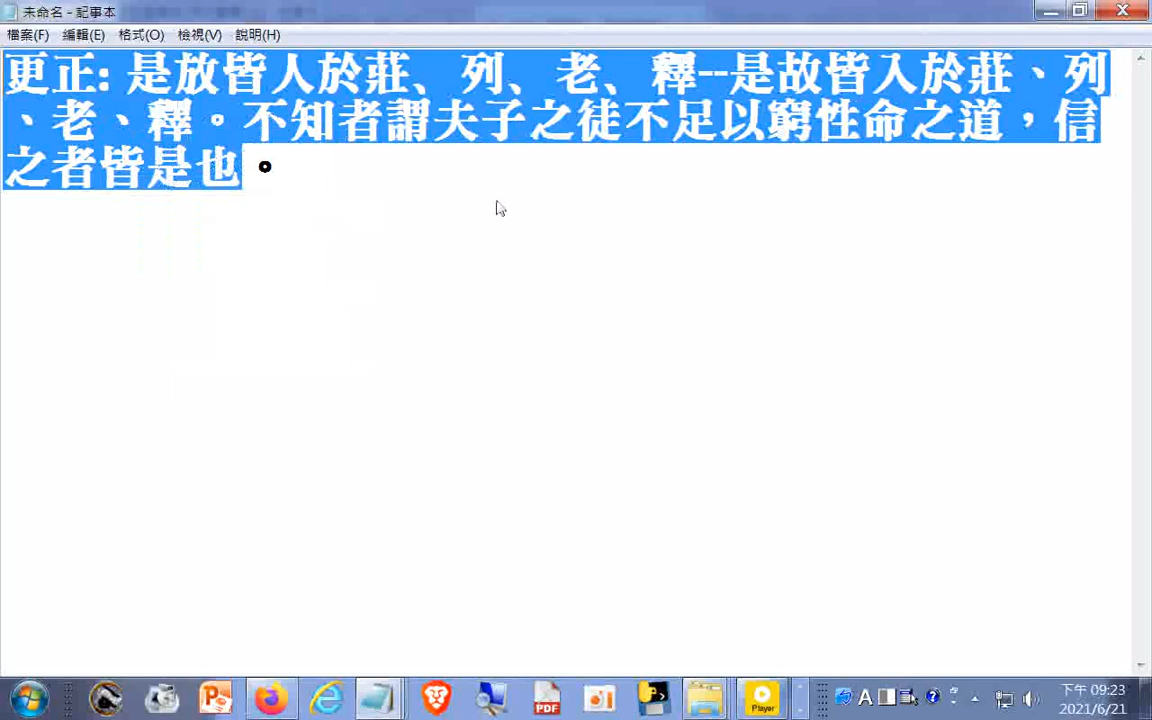 未命名 - 記事本
檔案(F) 編輯(E) 格式(O) 檢視(V) 說明(H)
更正: 是放皆人於莊、列、老、釋--是故皆入於莊、列
、老、釋。不知者謂夫子之徒不足以窮性命之道，信
之者皆是也。
PDF
Player
A
下午 09:23
2021/6/21